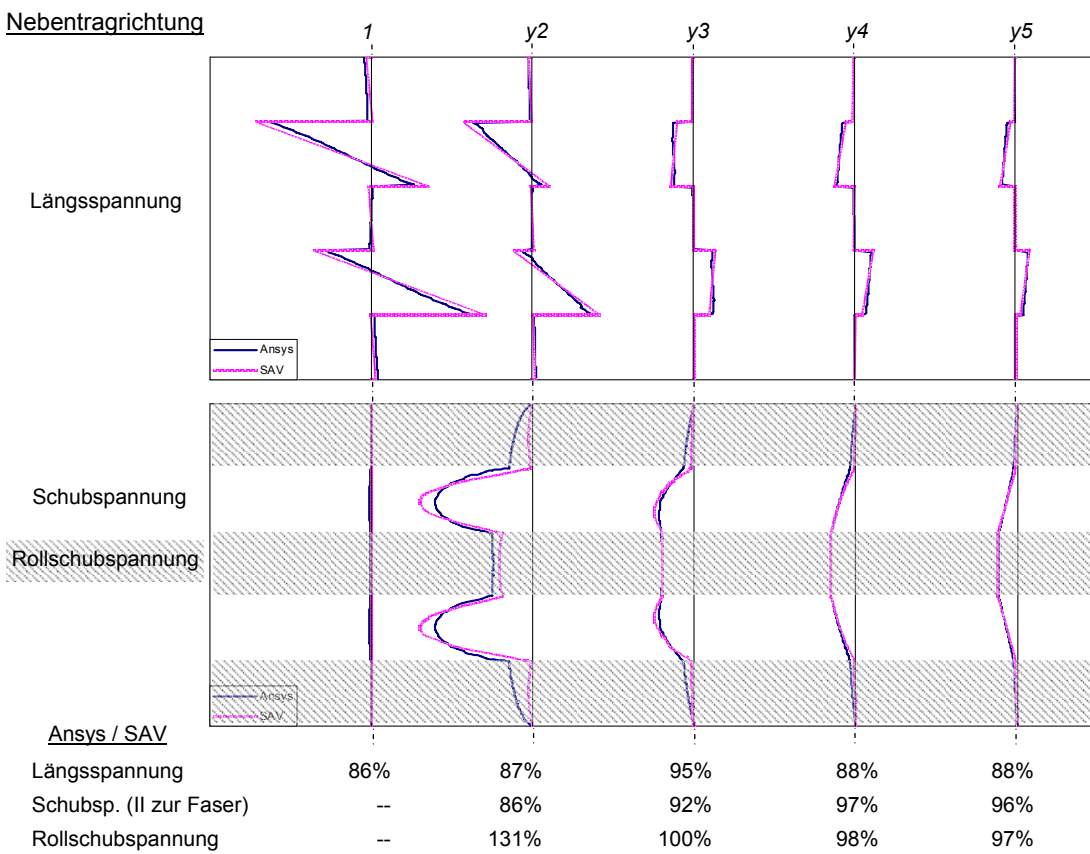 Nebentragrichtung
1 y2 y3 y4 y5
Längsspannung
Ansys
SAV
Schubspannung
Rollschubspannung
Ansys
SAV
Ansys / SAV
Längsspannung 86% 87% 95% 88% 88%
Schubsp. (II zur Faser) -- 86% 92% 97% 96%
Rollschubspannung -- 131% 100% 98% 97%